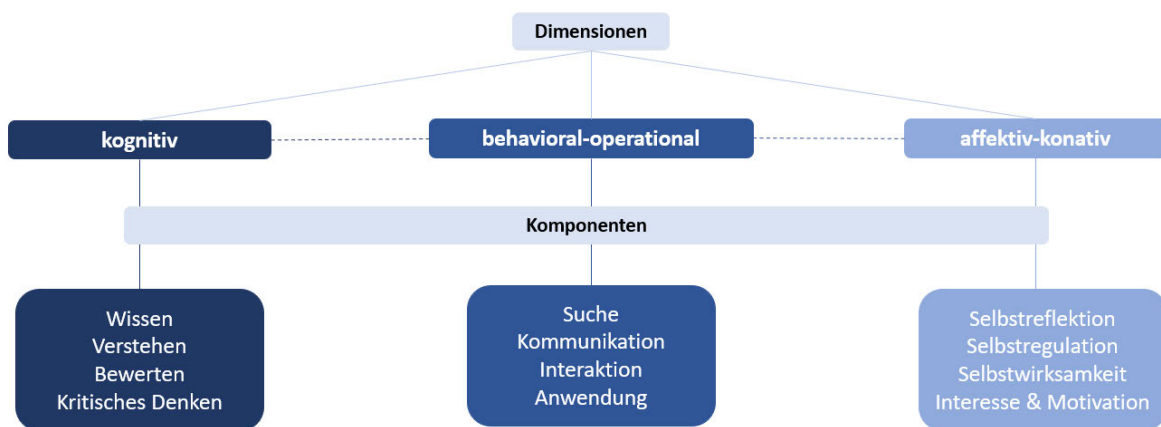 Dimensionen
kognitiv
behavioral-operational
affektiv-konativ
Komponenten
Wissen
Verstehen
Bewerten
Kritisches Denken
Suche
Kommunikation
Interaktion
Anwendung
Selbstreflektion
Selbstregulation
Selbstwirksamkeit
Interesse & Motivation